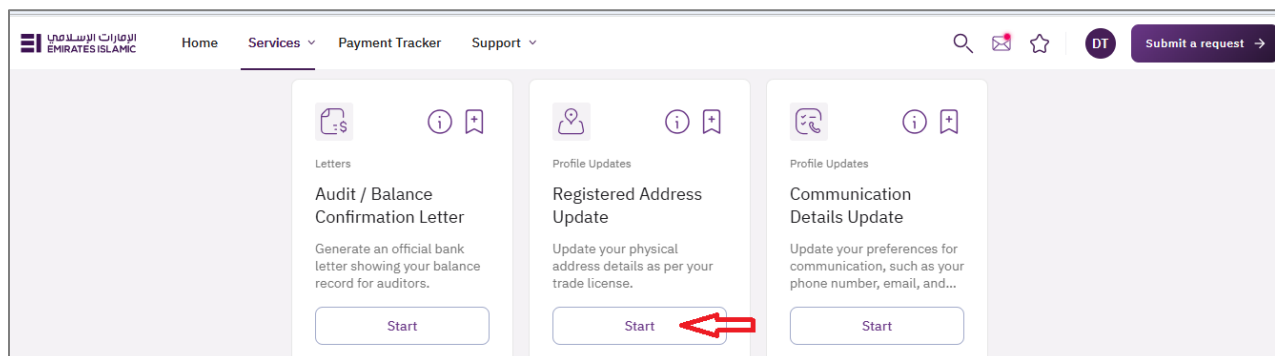 الإمارات الإسلامي
EMIRATES ISLAMIC
Home Services Payment Tracker Support DT Submit a request →
Letters
Audit / Balance
Confirmation Letter
Generate an official bank
letter showing your balance
record for auditors.
Start
Profile Updates
Registered Address
Update
Update your physical
address details as per your
trade license.
Start
Profile Updates
Communication
Details Update
Update your preferences for
communication, such as your
phone number, email, and...
Start